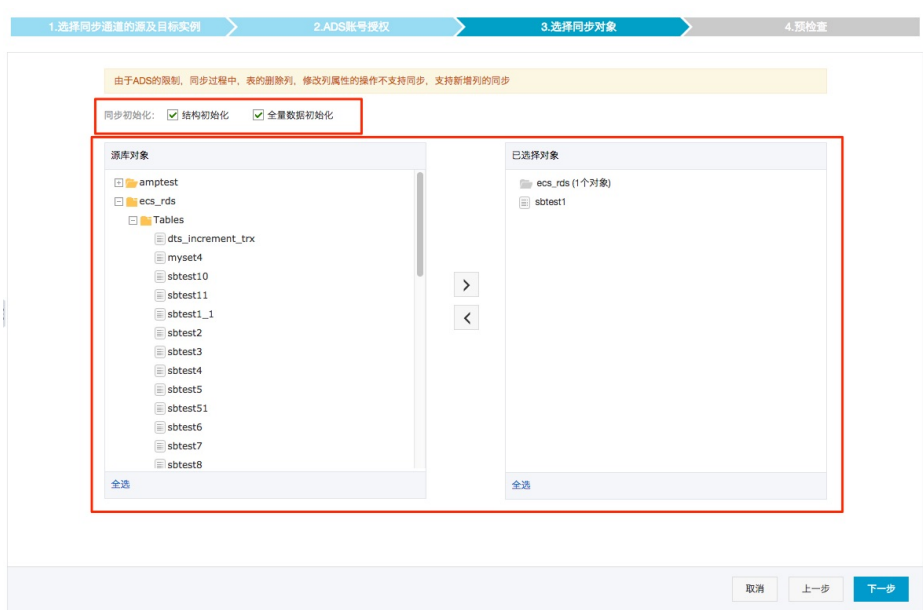 1.选择同步通道的源及目标实例
2.ADS账号授权
3.选择同步对象
4.预检查
由于ADS的限制，同步过程中，表的删除列，修改列属性的操作不支持同步，支持新增列的同步
同步初始化： 结构初始化 全量数据初始化
源库对象
amptest
ecs_rds
Tables
dts_increment_trx
myset4
sbtest10
sbtest11
sbtest1_1
sbtest2
sbtest3
sbtest4
sbtest5
sbtest51
sbtest6
sbtest7
sbtest8
全选
已选择对象
ecs_rds (1个对象)
sbtest1
全选
取消
上一步
下一步